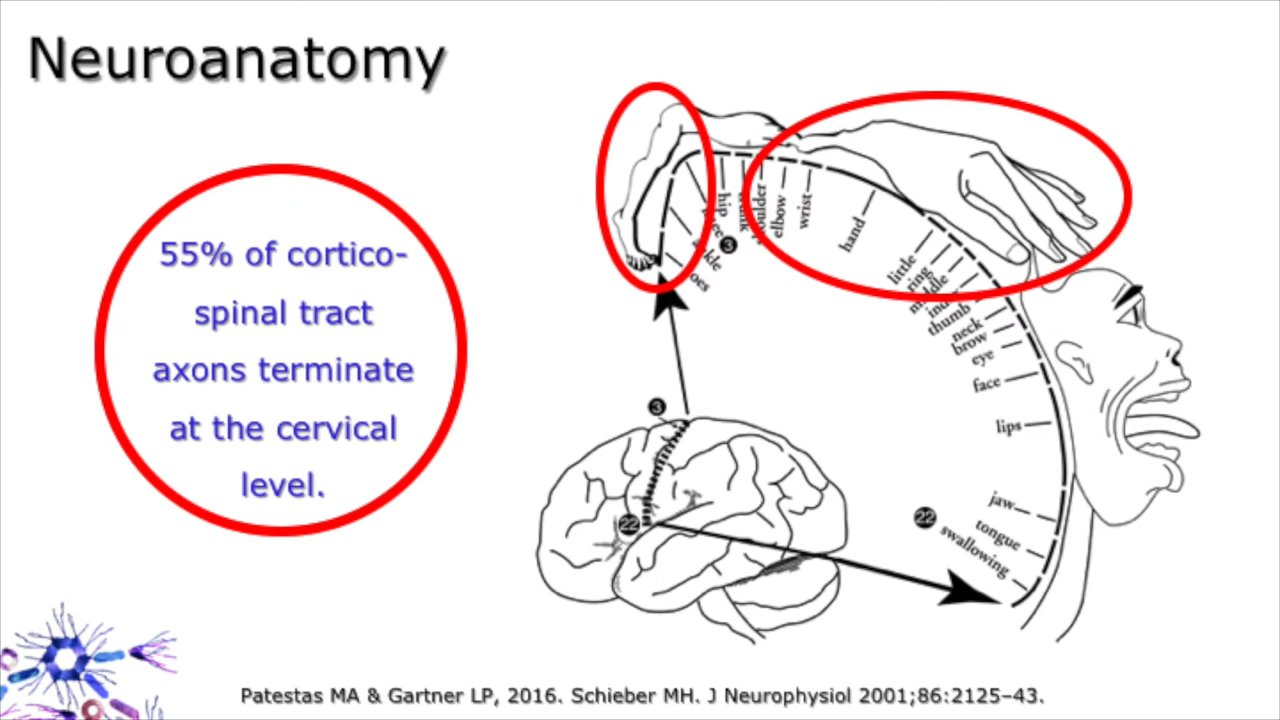 Neuroanatomy
55% of cortico-
spinal tract
axons terminate
at the cervical
level.
hip
elbow
wrist
hand
little
ring
thumb
neck
brow
eye
face
lips
jaw
tongue
swallowing
3
3
22
22
Patestas MA & Gartner LP, 2016. Schieber MH. J Neurophysiol 2001;86:2125–43.